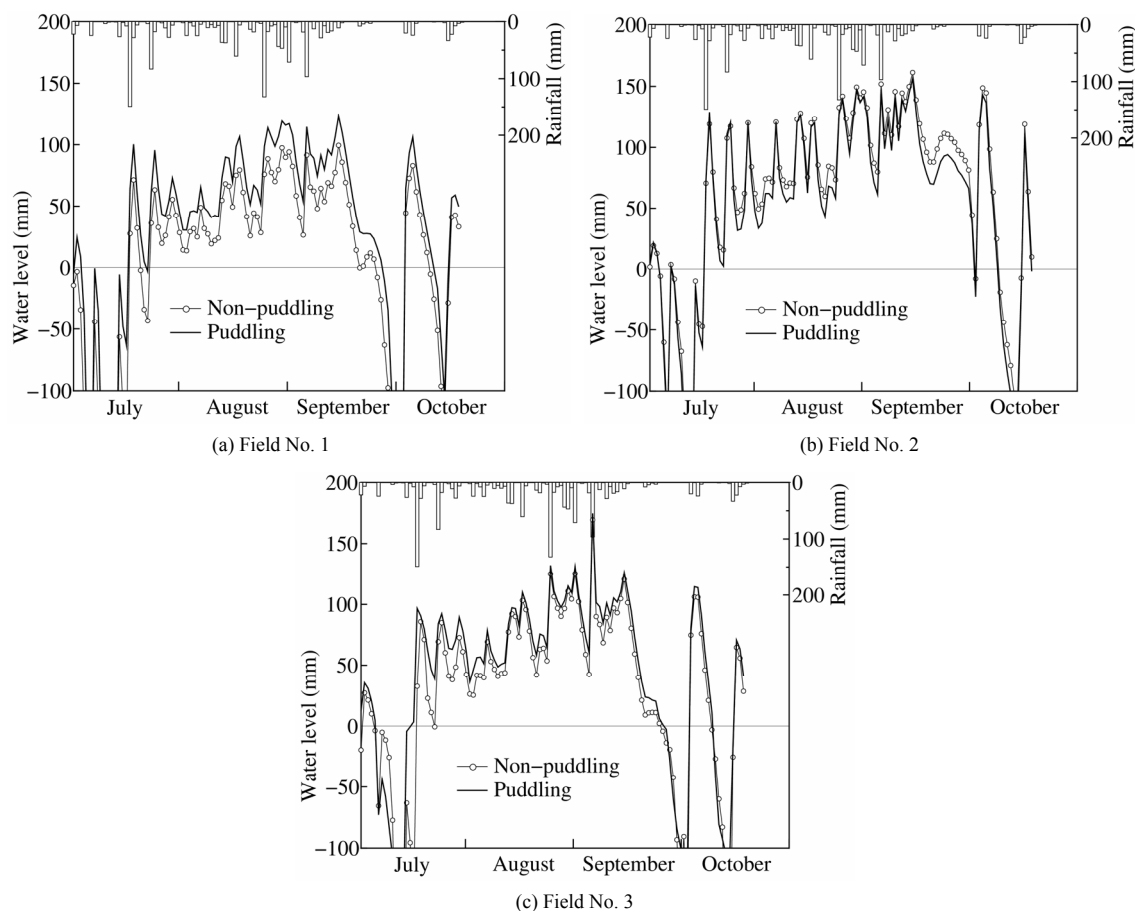 200
150
100
50
0
−50
−100
Water level (mm)
0
100
200
Rainfall (mm)
Non−puddling
Puddling
July
August
September
October
(a) Field No. 1
200
150
100
50
0
−50
−100
Water level (mm)
0
100
200
Rainfall (mm)
Non−puddling
Puddling
July
August
September
October
(b) Field No. 2
200
150
100
50
0
−50
−100
Water level (mm)
0
100
200
Rainfall (mm)
Non−puddling
Puddling
July
August
September
October
(c) Field No. 3